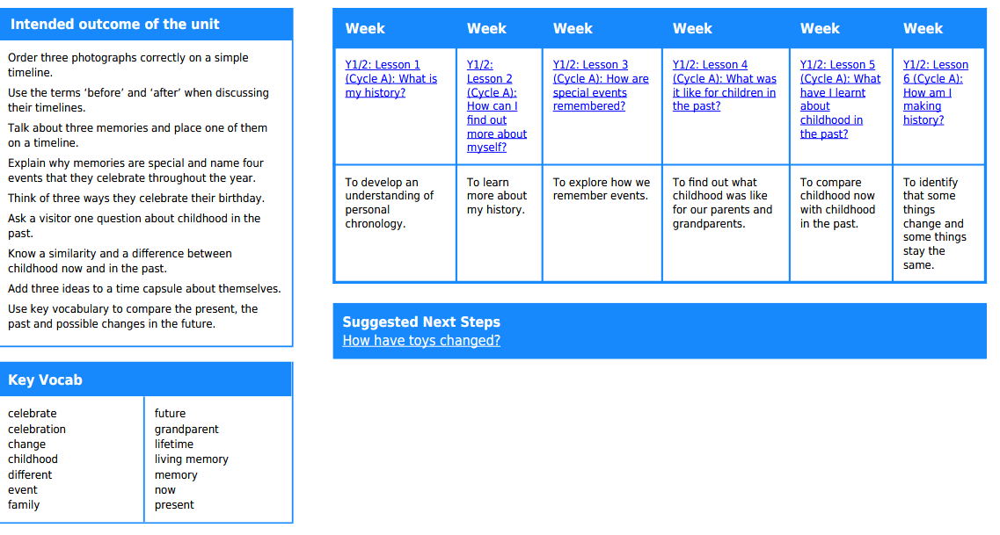 Intended outcome of the unit
Order three photographs correctly on a simple
timeline.
Use the terms ‘before’ and ‘after’ when discussing
their timelines.
Talk about three memories and place one of them
on a timeline.
Explain why memories are special and name four
events that they celebrate throughout the year.
Think of three ways they celebrate their birthday.
Ask a visitor one question about childhood in the
past.
Know a similarity and a difference between
childhood now and in the past.
Add three ideas to a time capsule about themselves.
Use key vocabulary to compare the present, the
past and possible changes in the future.
Key Vocab
celebrate
celebration
change
childhood
different
event
family
future
grandparent
lifetime
living memory
memory
now
present
Week
Week
Week
Week
Week
Week
Y1/2: Lesson 1
(Cycle A): What is
my history?
Y1/2:
Lesson 2
(Cycle A):
How can I
find out
more about
myself?
Y1/2: Lesson 3
(Cycle A): How are
special events
remembered?
Y1/2: Lesson 4
(Cycle A): What was
it like for children in
the past?
Y1/2: Lesson 5
(Cycle A): What
have I learnt
about
childhood in
the past?
Y1/2: Lesson
6 (Cycle A):
How am I
making
history?
To develop an
understanding of
personal
chronology.
To learn
more about
my history.
To explore how we
remember events.
To find out what
childhood was like
for our parents and
grandparents.
To compare
childhood now
with childhood
in the past.
To identify
that some
things
change and
some things
stay the
same.
Suggested Next Steps
How have toys changed?